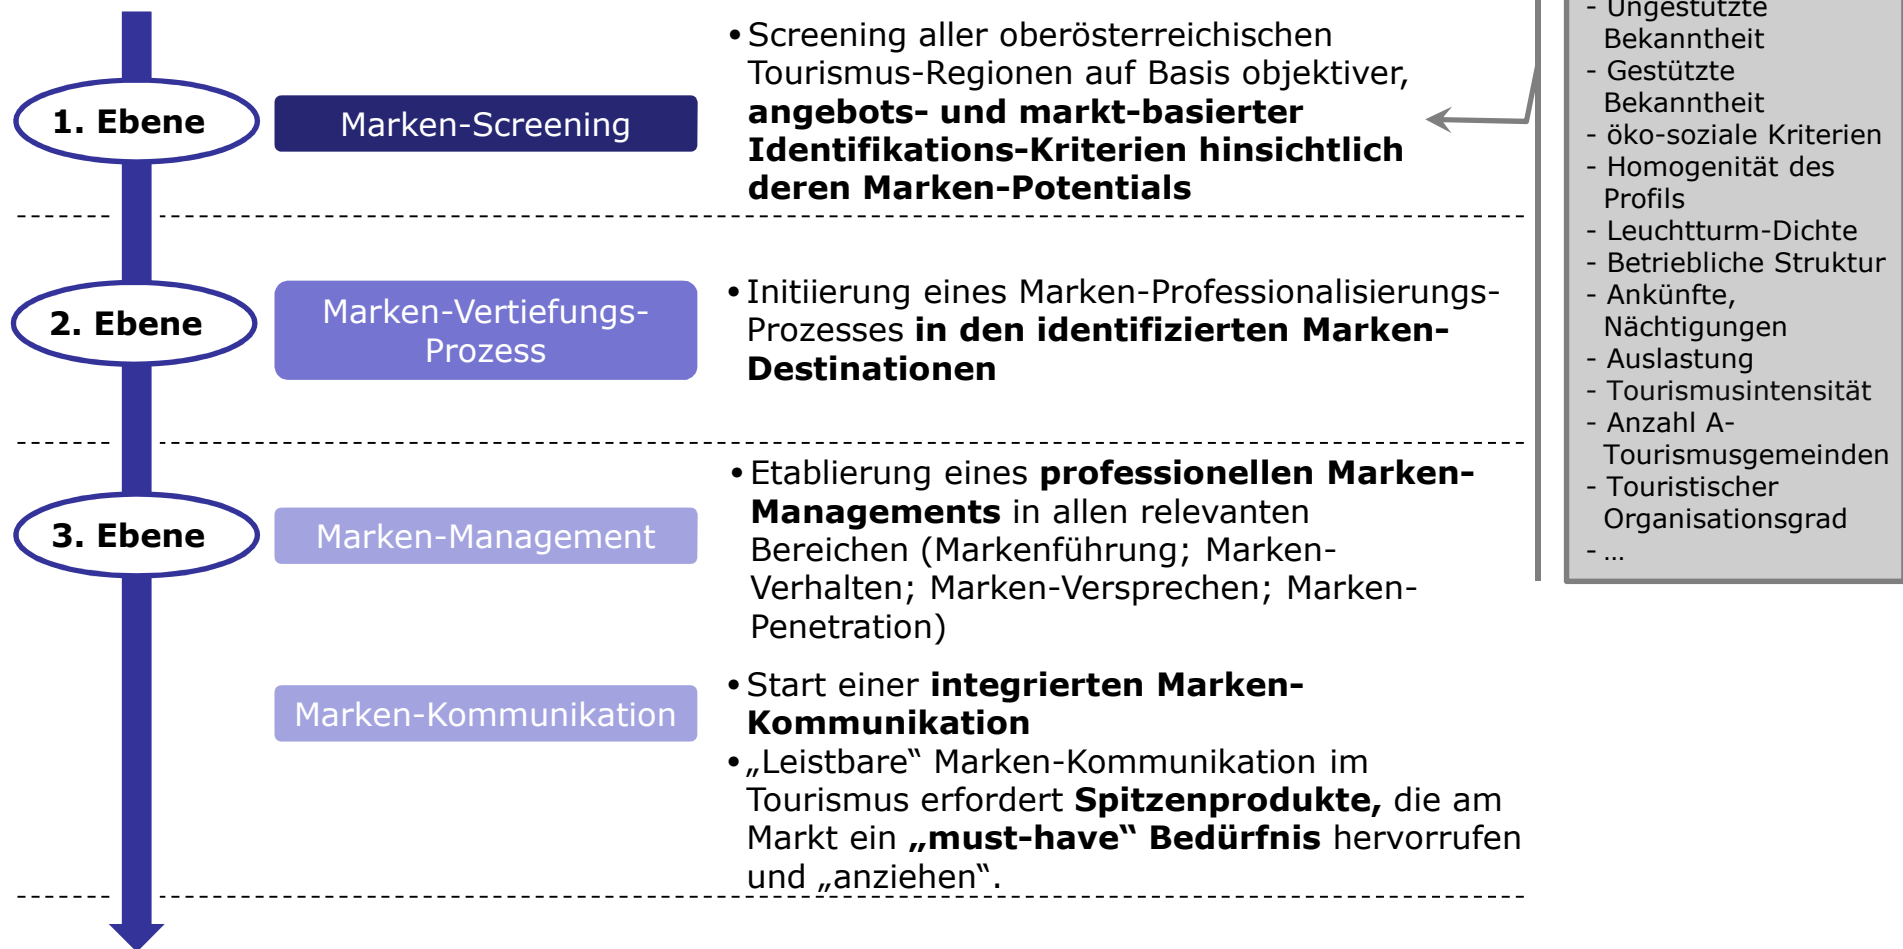 1. Ebene
Marken-Screening
•Screening aller oberösterreichischen
Tourismus-Regionen auf Basis objektiver,
angebots- und markt-basierter
Identifikations-Kriterien hinsichtlich
deren Marken-Potentials
2. Ebene
Marken-Vertiefungs-
Prozess
•Initiierung eines Marken-Professionalisierungs-
Prozesses in den identifizierten Marken-
Destinationen
3. Ebene
Marken-Management
•Etablierung eines professionellen Marken-
Managements in allen relevanten
Bereichen (Markenführung; Marken-
Verhalten; Marken-Versprechen; Marken-
Penetration)
Marken-Kommunikation
•Start einer integrierten Marken-
Kommunikation
•„Leistbare“ Marken-Kommunikation im
Tourismus erfordert Spitzenprodukte, die am
Markt ein „must-have“ Bedürfnis hervorrufen
und „anziehen“.
- Ungestützte
Bekanntheit
- Gestützte
Bekanntheit
- öko-soziale Kriterien
- Homogenität des
Profils
- Leuchtturm-Dichte
- Betriebliche Struktur
- Ankünfte,
Nächtigungen
- Auslastung
- Tourismusintensität
- Anzahl A-
Tourismusgemeinden
- Touristischer
Organisationsgrad
- …